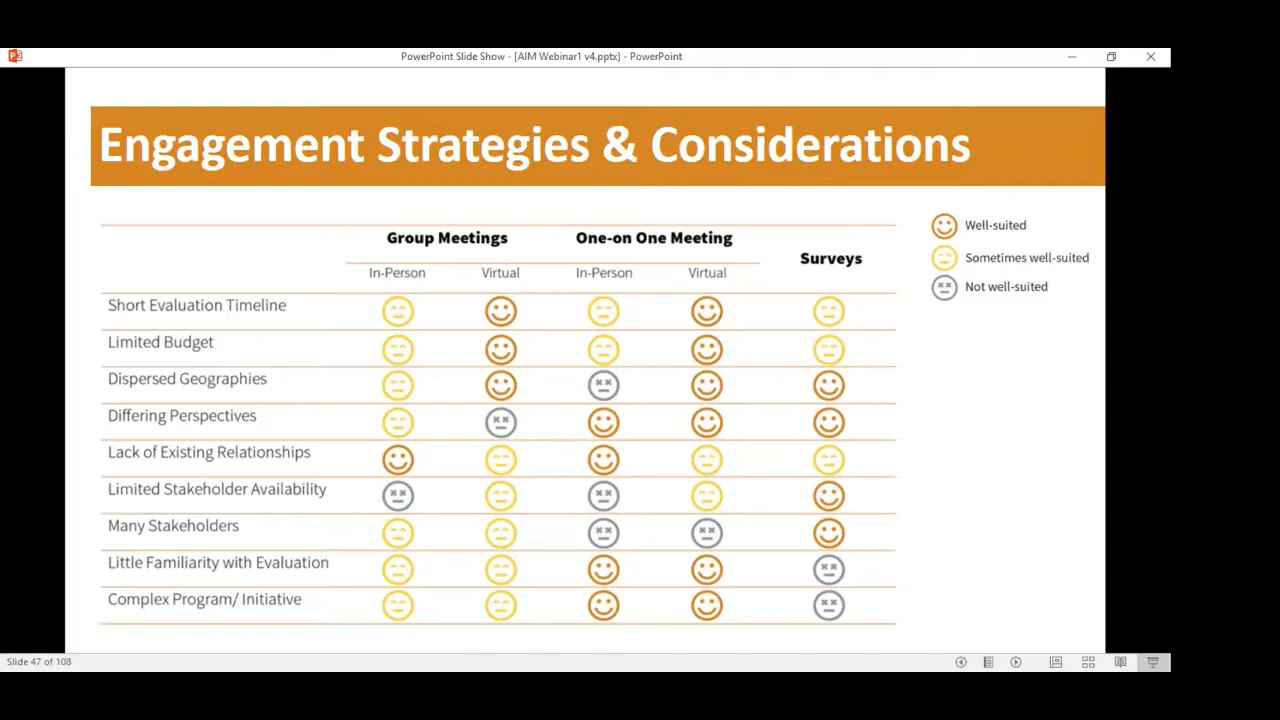 PowerPoint Slide Show - [AIM Webinar1 v4.pptx] - PowerPoint
Engagement Strategies & Considerations
Group Meetings
One-on One Meeting
Surveys
In-Person
Virtual
In-Person
Virtual
Well-suited
Sometimes well-suited
Not well-suited
Short Evaluation Timeline
Limited Budget
Dispersed Geographies
Differing Perspectives
Lack of Existing Relationships
Limited Stakeholder Availability
Many Stakeholders
Little Familiarity with Evaluation
Complex Program/ Initiative
Slide 47 of 108